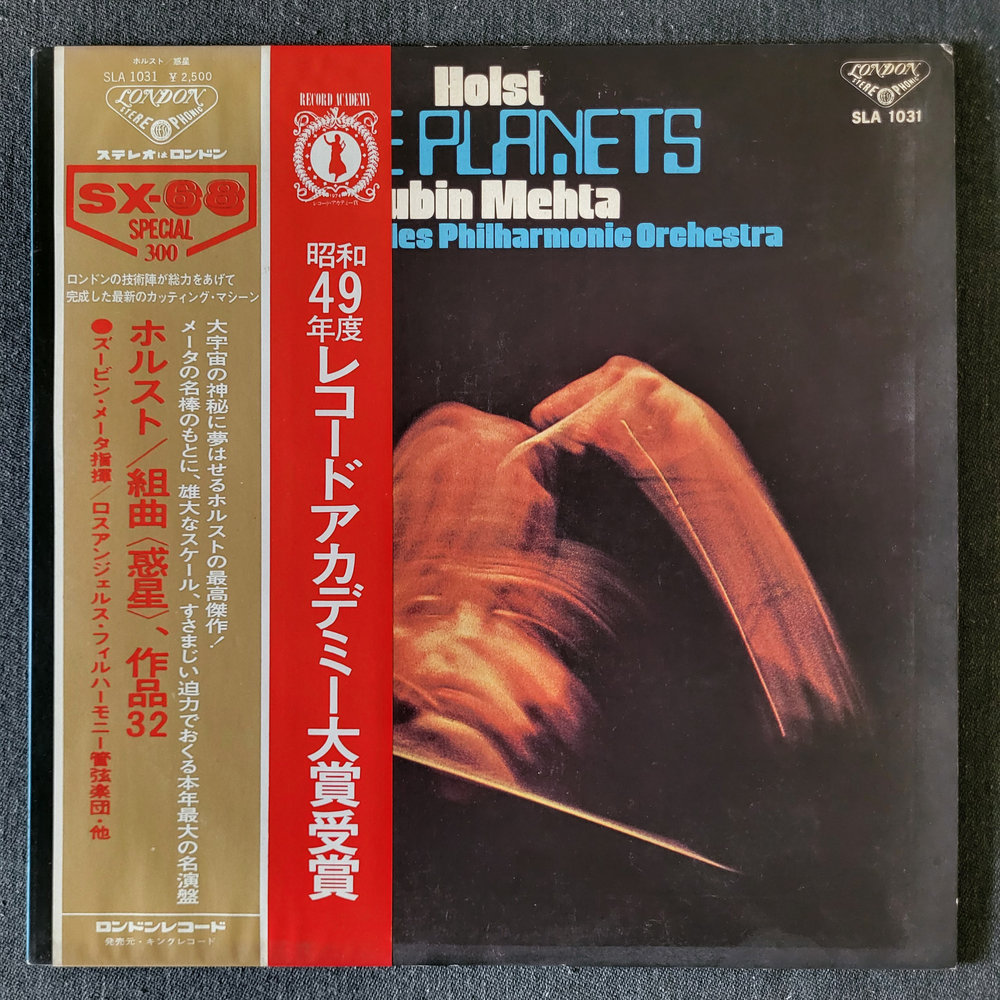 ホルスト 惑星
SLA 1031 ¥2,500
LONDON
STEREOPHONIC
ステレオはロンドン
SX-68
SPECIAL
300
ロンドンの技術陣が総力をあげて
完成した最新のカッティング・マシーン
大宇宙の神秘に夢はせるホルストの最高傑作!
メータの名棒のもとに、雄大なスケール、すさまじい迫力でおくる本年最大の名演盤
ホルスト/組曲〈惑星〉、作品32
●ズービン・メータ指揮/ロスアンジェルス・フィルハーモニー管弦楽団・他
ロンドンレコード
発売元・キングレコード
RECORD ACADEMY
レコード・アカデミー賞
昭和49年度レコードアカデミー大賞受賞
Holst
E PLANETS
ubin Mehta
les Philharmonic Orchestra
LONDON
STEREOPHONIC
SLA 1031